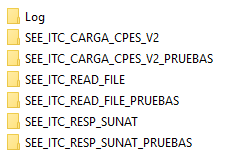 Log
SEE_ITC_CARGA_CPES_V2
SEE_ITC_CARGA_CPES_V2_PRUEBAS
SEE_ITC_READ_FILE
SEE_ITC_READ_FILE_PRUEBAS
SEE_ITC_RESP_SUNAT
SEE_ITC_RESP_SUNAT_PRUEBAS